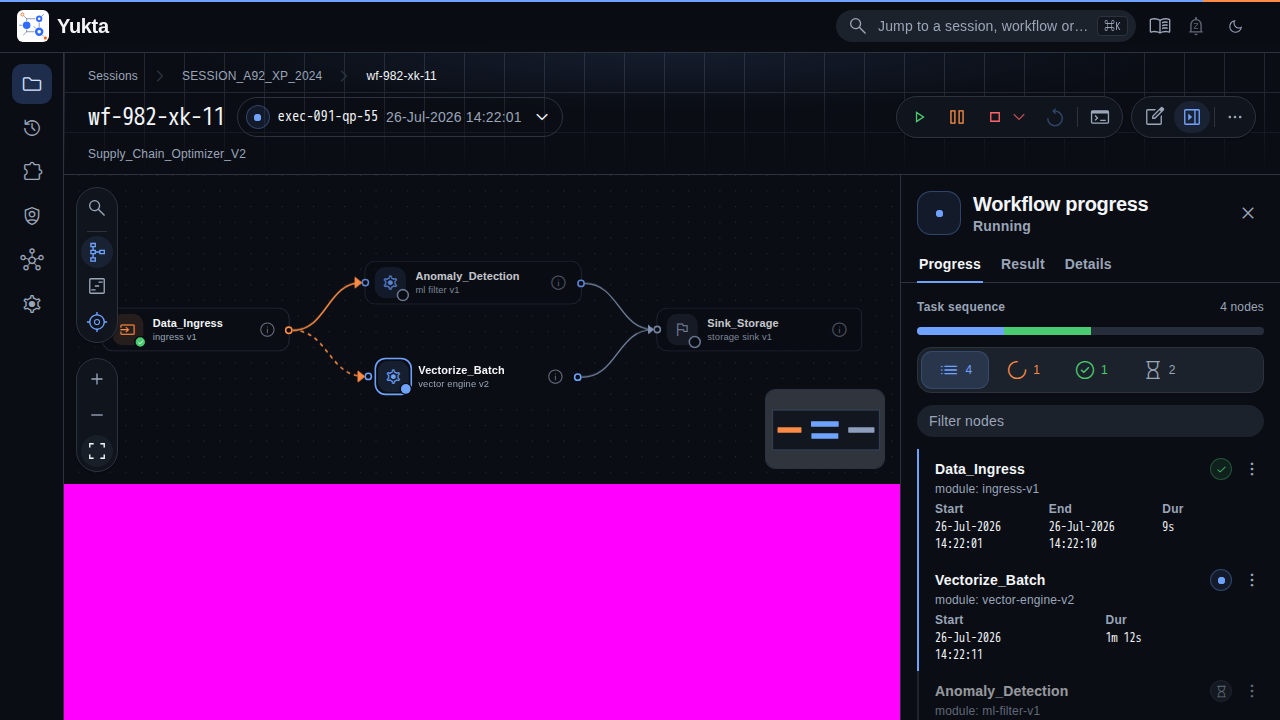 Yukta
Jump to a session, workflow or…
⌘K
Sessions
SESSION_A92_XP_2024
wf-982-xk-11
wf-982-xk-11
exec-091-qp-55 26-Jul-2026 14:22:01
Supply_Chain_Optimizer_V2
Data_Ingress
ingress v1
Anomaly_Detection
ml filter v1
Vectorize_Batch
vector engine v2
Sink_Storage
storage sink v1
Workflow progress
Running
Progress Result Details
Task sequence 4 nodes
4 1 1 2
Filter nodes
Data_Ingress
module: ingress-v1
Start End Dur
26-Jul-2026 26-Jul-2026 9s
14:22:01 14:22:10
Vectorize_Batch
module: vector-engine-v2
Start Dur
26-Jul-2026 1m 12s
14:22:11
Anomaly_Detection
module: ml-filter-v1